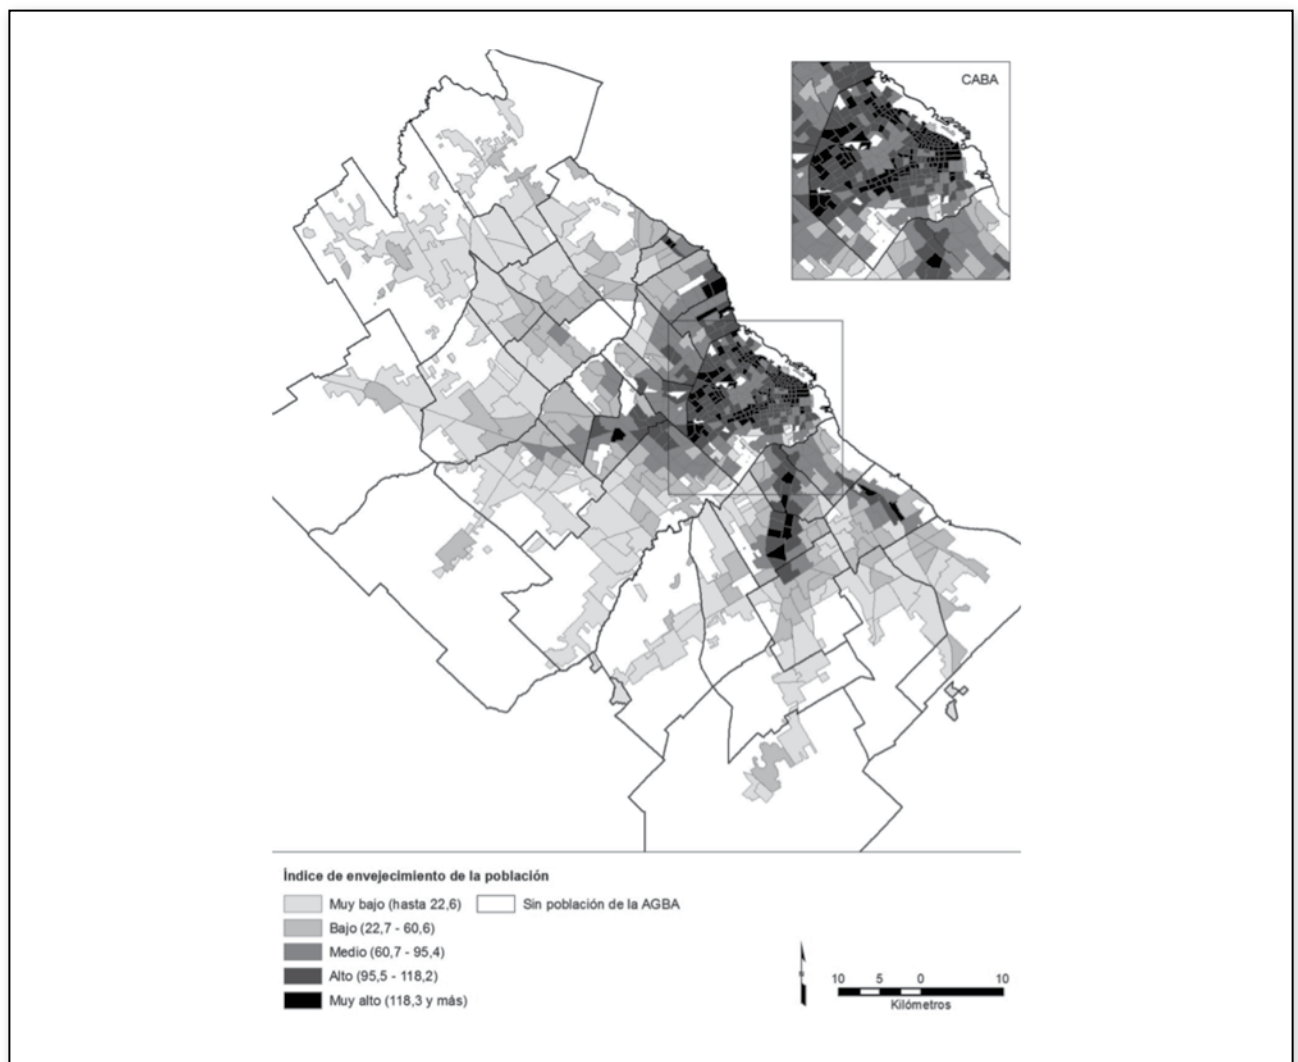 CABA
Índice de envejecimiento de la población
Muy bajo (hasta 22,6)
Sin población de la AGBA
Bajo (22,7 - 60,6)
Medio (60,7 - 95,4)
Alto (95,5 - 118,2)
Muy alto (118,3 y más)
10 5 0 10
Kilómetros